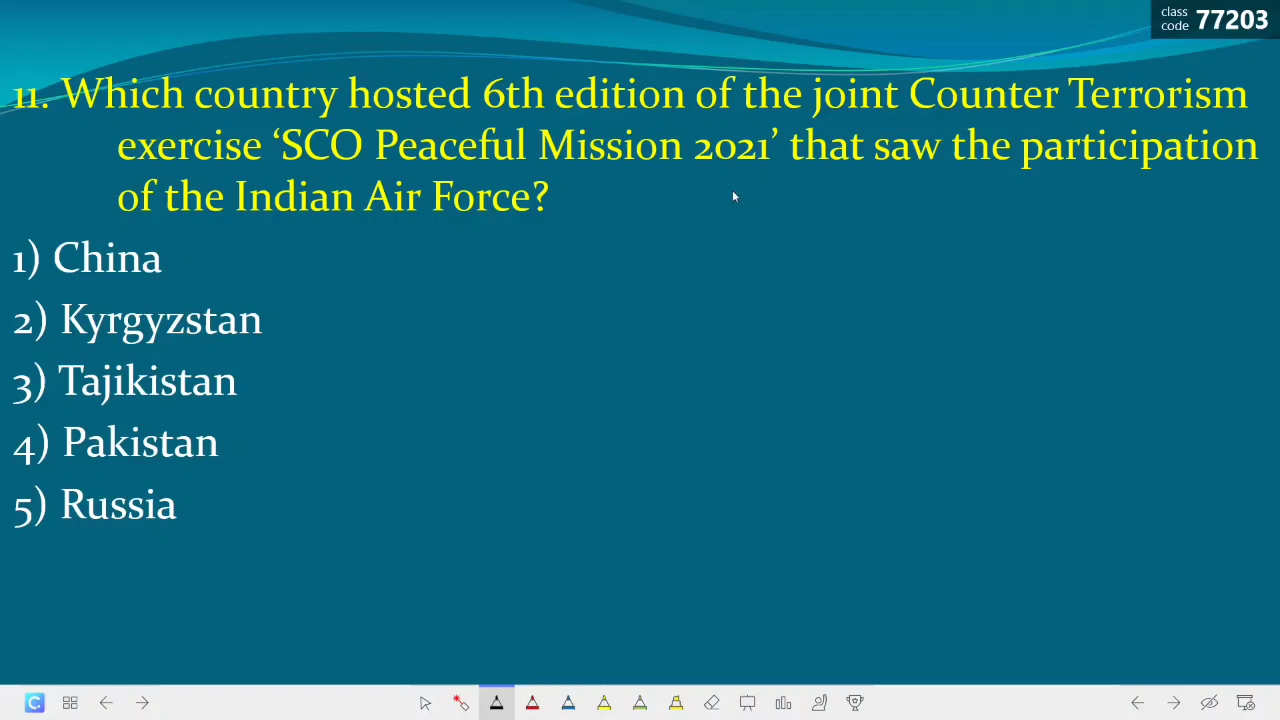 class
code 77203
11. Which country hosted 6th edition of the joint Counter Terrorism
exercise ‘SCO Peaceful Mission 2021’ that saw the participation
of the Indian Air Force?
1) China
2) Kyrgyzstan
3) Tajikistan
4) Pakistan
5) Russia